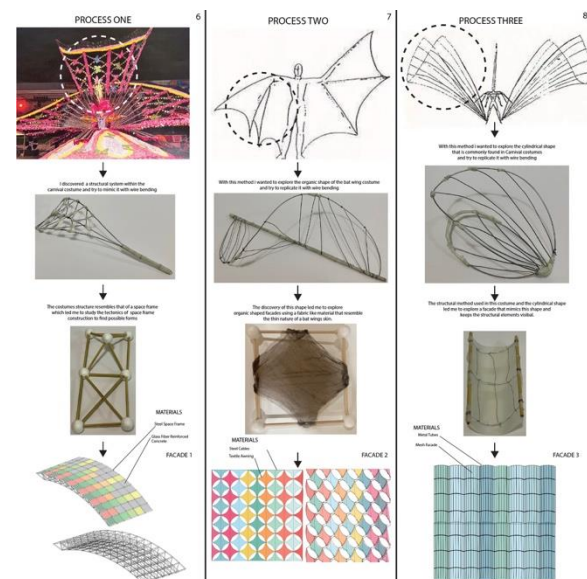 PROCESS ONE
6
I discovered a structural system within the
carnival costume and try to mimic it with wire bending
The costumes structure resembles that of a space frame
which led me to study the technics of space frame
construction to find possible forms
MATERIALS
Steel Space Frame
Glass Fiber Reinforced
Concrete
FACADE 1
PROCESS TWO
7
With this method I wanted to explore the organic shape of the bat wing costume
and try to replicate it with wire bending
The discovery of this shape led me to explore
organic shaped facades using a fabric like material that resemble
the thin nature of a bat wings skin.
MATERIALS
Steel Cables
Textile Awning
FACADE 2
PROCESS THREE
8
With this method I wanted to explore the cylindrical shape
that is commonly found in Carnival costumes
and try to replicate it with wire bending
The structural method used in this costume and the cylindrical shape
led me to explore a facade that mimics this shape and
keeps the structural elements visibal.
MATERIALS
Metal Tubes
Mesh Facade
FACADE 3